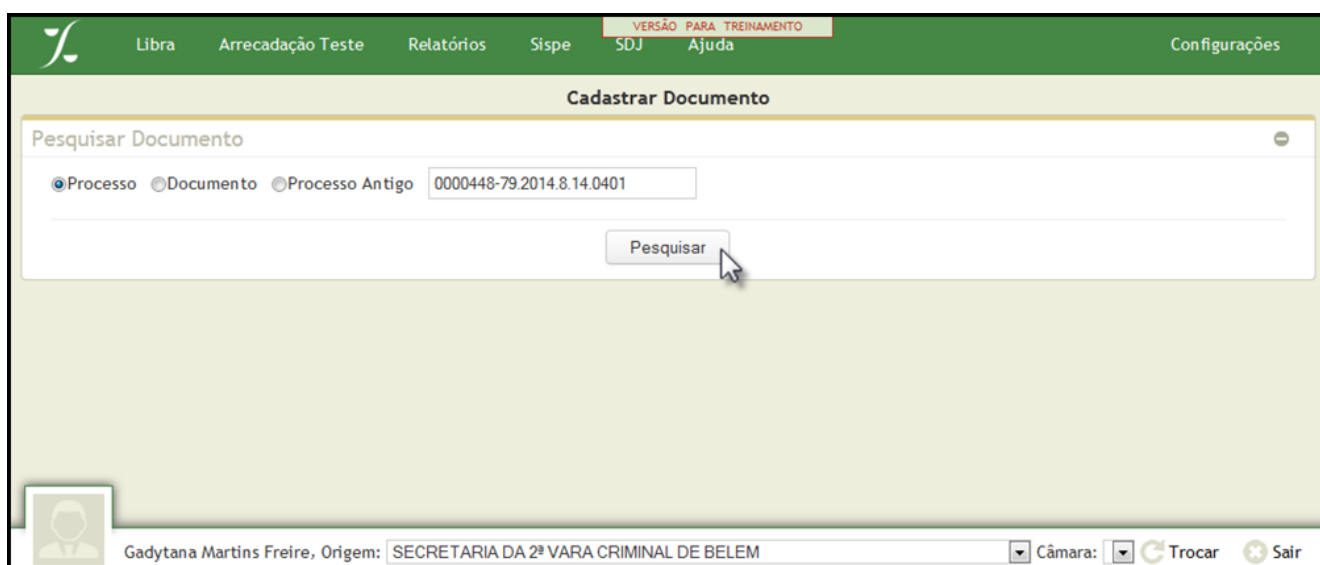 VERSÃO PARA TREINAMENTO
Libra Arrecadação Teste Relatórios Sispe SDJ Ajuda Configurações
Cadastrar Documento
Pesquisar Documento
Processo Documento Processo Antigo 0000448-79.2014.8.14.0401
Pesquisar
Gadytana Martins Freire, Origem: SECRETARIA DA 2ª VARA CRIMINAL DE BELEM Câmara: Trocar Sair